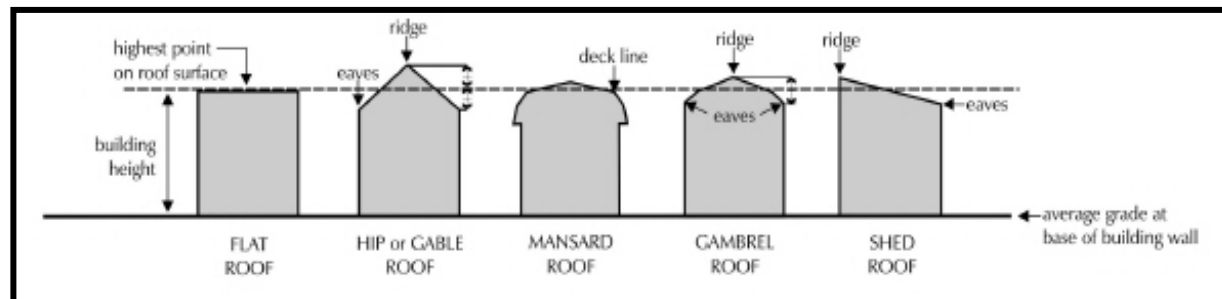 highest point
on roof surface
ridge
eaves
deck line
ridge
eaves
ridge
eaves
building
height
average grade at
base of building wall
FLAT
ROOF
HIP or GABLE
ROOF
MANSARD
ROOF
GAMBREL
ROOF
SHED
ROOF